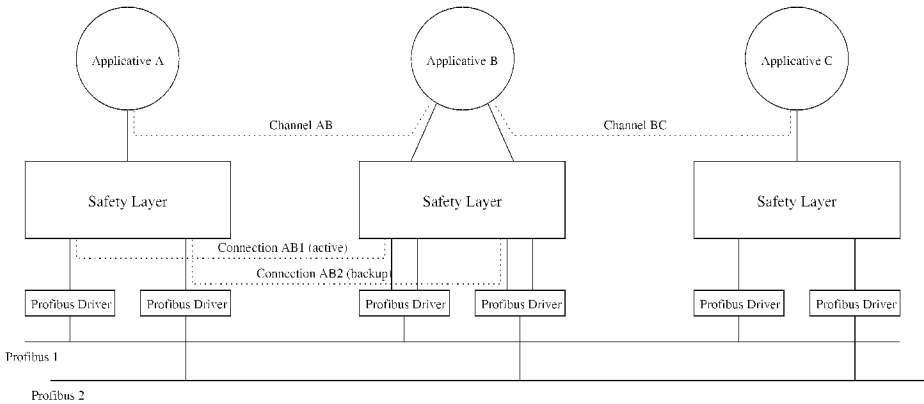 Applicative A
Applicative B
Applicative C
Channel AB
Channel BC
Safety Layer
Safety Layer
Safety Layer
Connection AB1 (active)
Connection AB2 (backup)
Profibus Driver
Profibus Driver
Profibus Driver
Profibus Driver
Profibus Driver
Profibus Driver
Profibus 1
Profibus 2